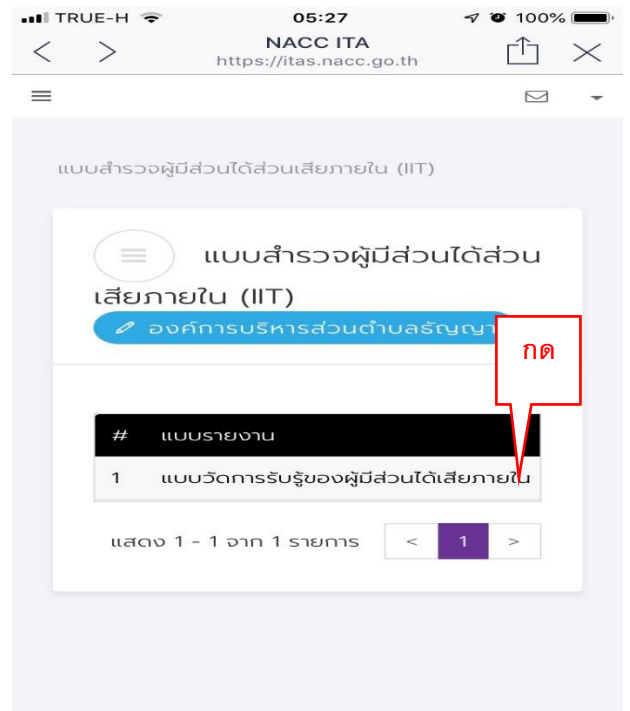 TRUE-H 05:27 100%
NACC ITA
https://itas.nacc.go.th
แบบสำรวจผู้มีส่วนได้ส่วนเสียภายใน (IIT)
แบบสำรวจผู้มีส่วนได้ส่วน
เสียภายใน (IIT)
องค์การบริหารส่วนตำบลธัญญา
กด
# แบบรายงาน
1 แบบวัดการรับรู้ของผู้มีส่วนได้เสียภายใน
แสดง 1 - 1 จาก 1 รายการ < 1 >